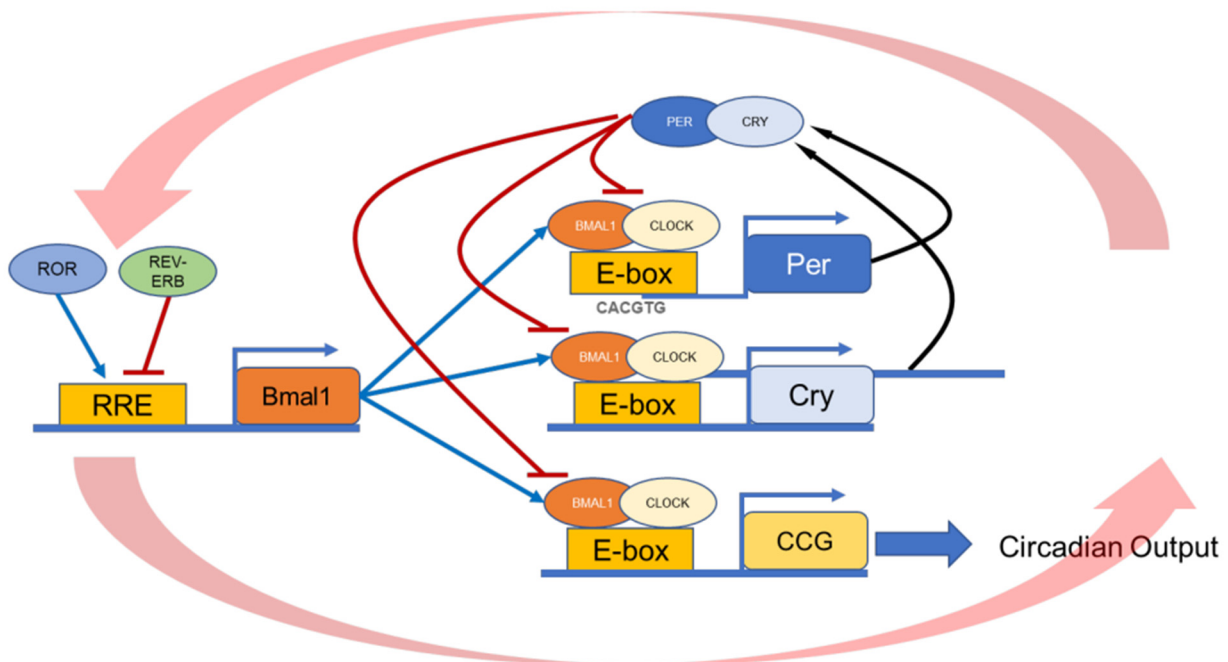 PER
CRY
BMAL1
CLOCK
E-box
Per
CACGTG
ROR
REV-
ERB
BMAL1
CLOCK
RRE
Bmal1
E-box
Cry
BMAL1
CLOCK
E-box
CCG
Circadian Output